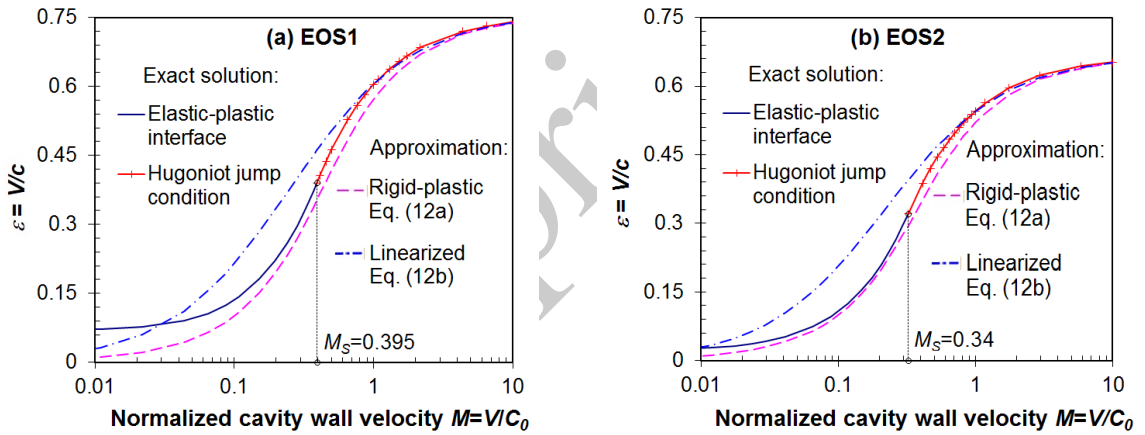 0.75
0.6
0.45
0.3
0.15
0
ε = V/c
(a) EOS1
Exact solution:
Elastic-plastic
interface
Hugoniot jump
condition
Approximation:
Rigid-plastic
Eq. (12a)
Linearized
Eq. (12b)
M_S=0.395
0.01
0.1
1
10
Normalized cavity wall velocity M=V/C_0
0.75
0.6
0.45
0.3
0.15
0
ε = V/c
(b) EOS2
Exact solution:
Elastic-plastic
interface
Hugoniot jump
condition
Approximation:
Rigid-plastic
Eq. (12a)
Linearized
Eq. (12b)
M_S=0.34
0.01
0.1
1
10
Normalized cavity wall velocity M=V/C_0